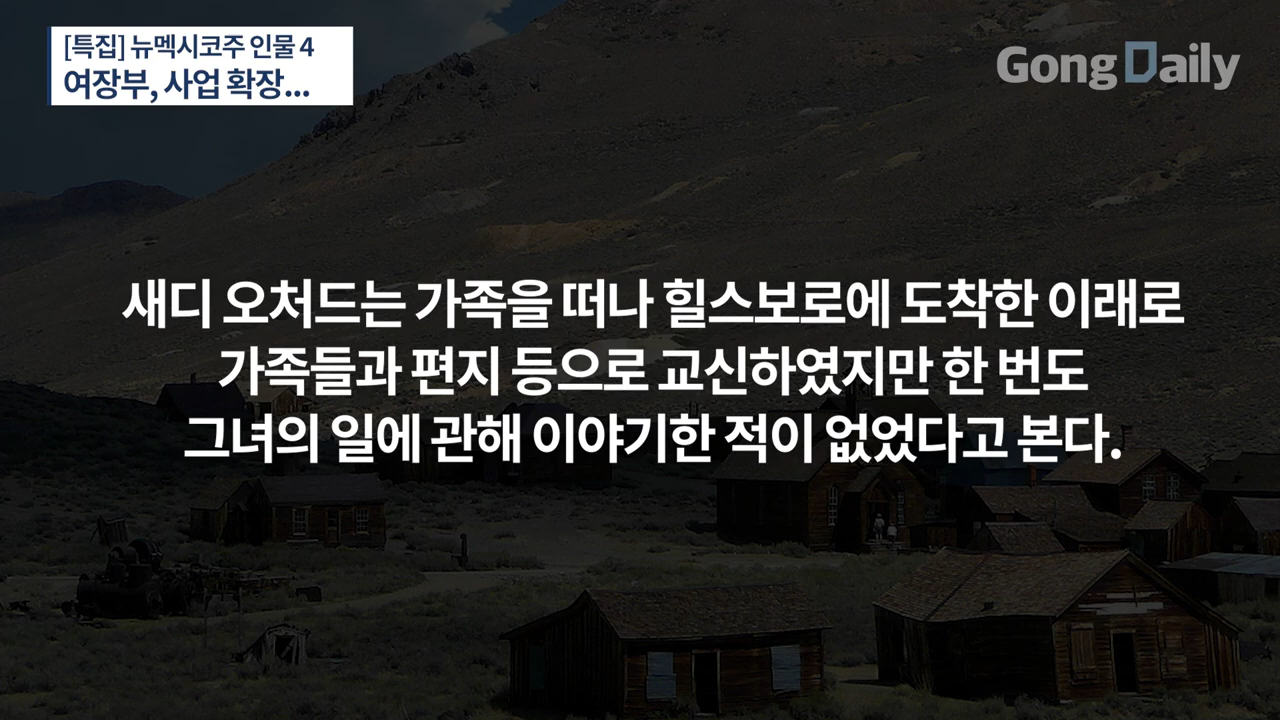 [특집] 뉴멕시코주 인물 4
여장부, 사업 확장...
Gong Daily
새디 오처드는 가족을 떠나 힐스보로에 도착한 이래로
가족들과 편지 등으로 교신하였지만 한 번도
그녀의 일에 관해 이야기한 적이 없었다고 본다.